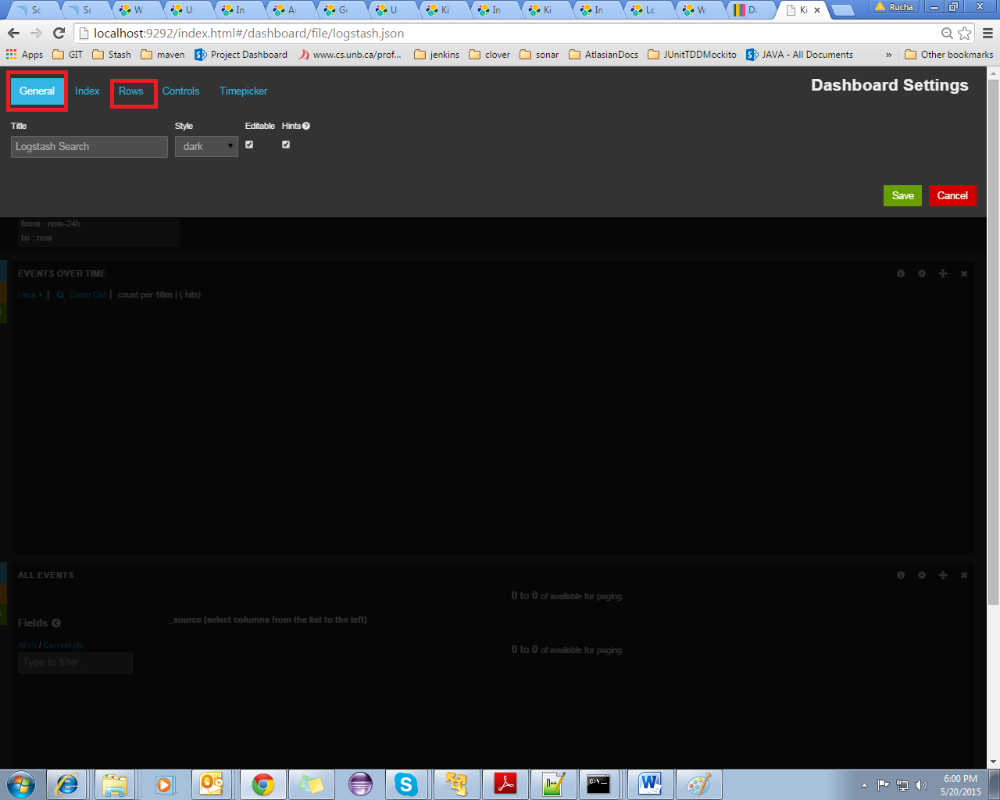 Sc
Sc
W
U
In
A
Ge
U
Ki
In
Ki
In
Lc
W
Da
Ki
Rucha
localhost:9292/index.html#/dashboard/file/logstash.json
Apps
GIT
Stash
maven
Project Dashboard
www.cs.unb.ca/prof...
jenkins
clover
sonar
AtlasianDocs
JUnitTDDMockito
JAVA - All Documents
»
Other bookmarks
General
Index
Rows
Controls
Timepicker
Dashboard Settings
Title
Style
Editable
Hints
Logstash Search
dark
Save
Cancel
from : now-24h
to : now
EVENTS OVER TIME
View
Zoom Out
count per 10m | ( hits)
ALL EVENTS
0 to 0 of available for paging
Fields
_source (select columns from the list to the left)
All (1) / Current (0)
Type to filter...
0 to 0 of available for paging
6:00 PM
5/20/2015